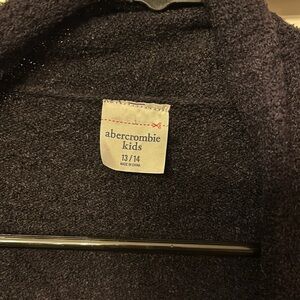 abercrombie
kids
13/14
MADE IN CHINA